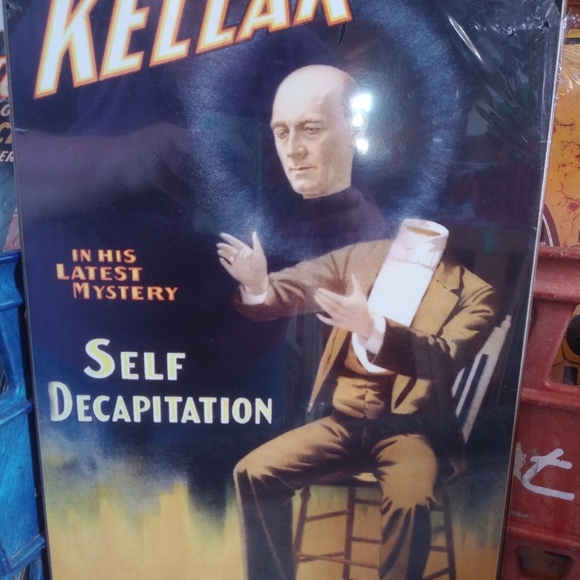 KELLAR
IN HIS
LATEST
MYSTERY
SELF
DECAPITATION